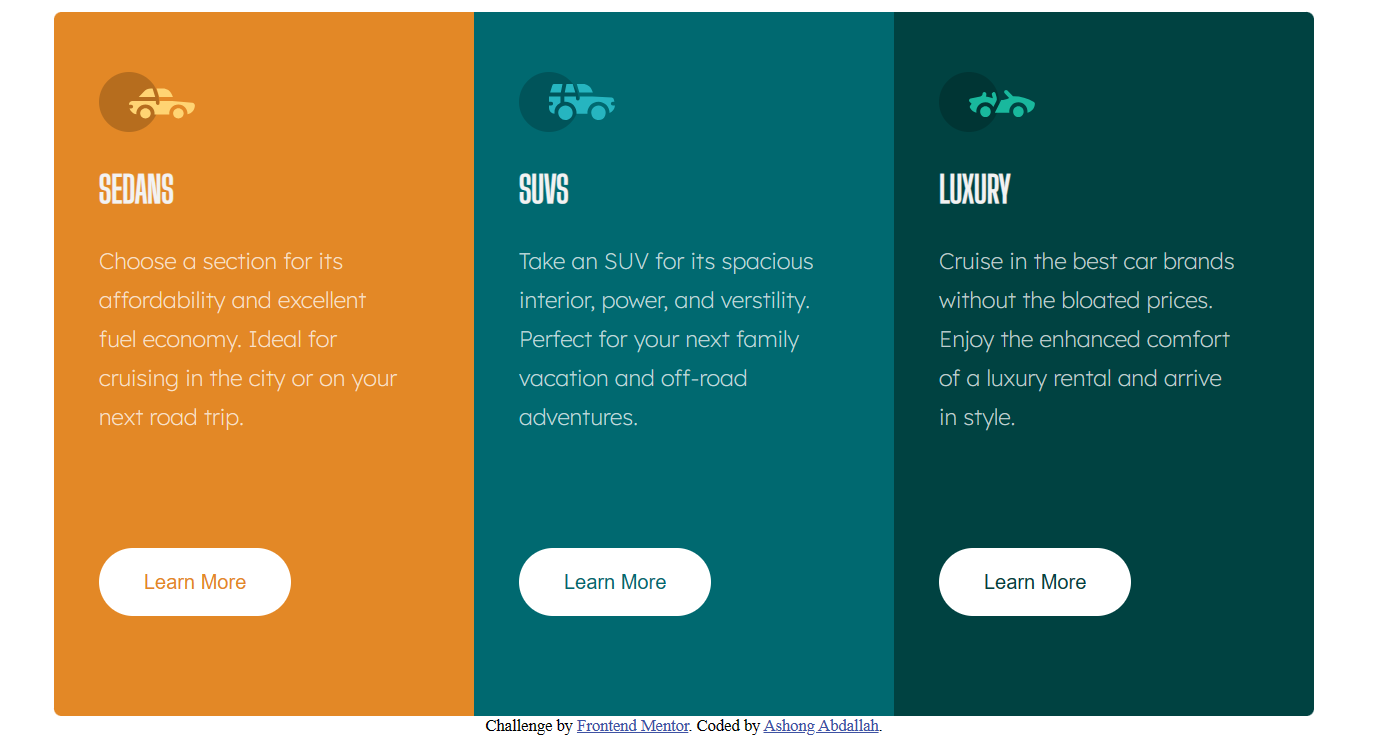 SEDANS
Choose a section for its
affordability and excellent
fuel economy. Ideal for
cruising in the city or on your
next road trip.
Learn More
SUVS
Take an SUV for its spacious
interior, power, and verstility.
Perfect for your next family
vacation and off-road
adventures.
Learn More
LUXURY
Cruise in the best car brands
without the bloated prices.
Enjoy the enhanced comfort
of a luxury rental and arrive
in style.
Learn More
Challenge by Frontend Mentor. Coded by Ashong Abdallah.